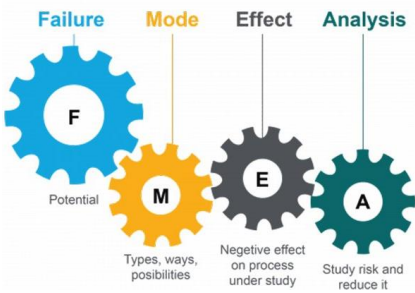 Failure
Mode
Effect
Analysis
F
M
E
A
Potential
Types, ways,
posibilities
Negetive effect
on process
under study
Study risk and
reduce it